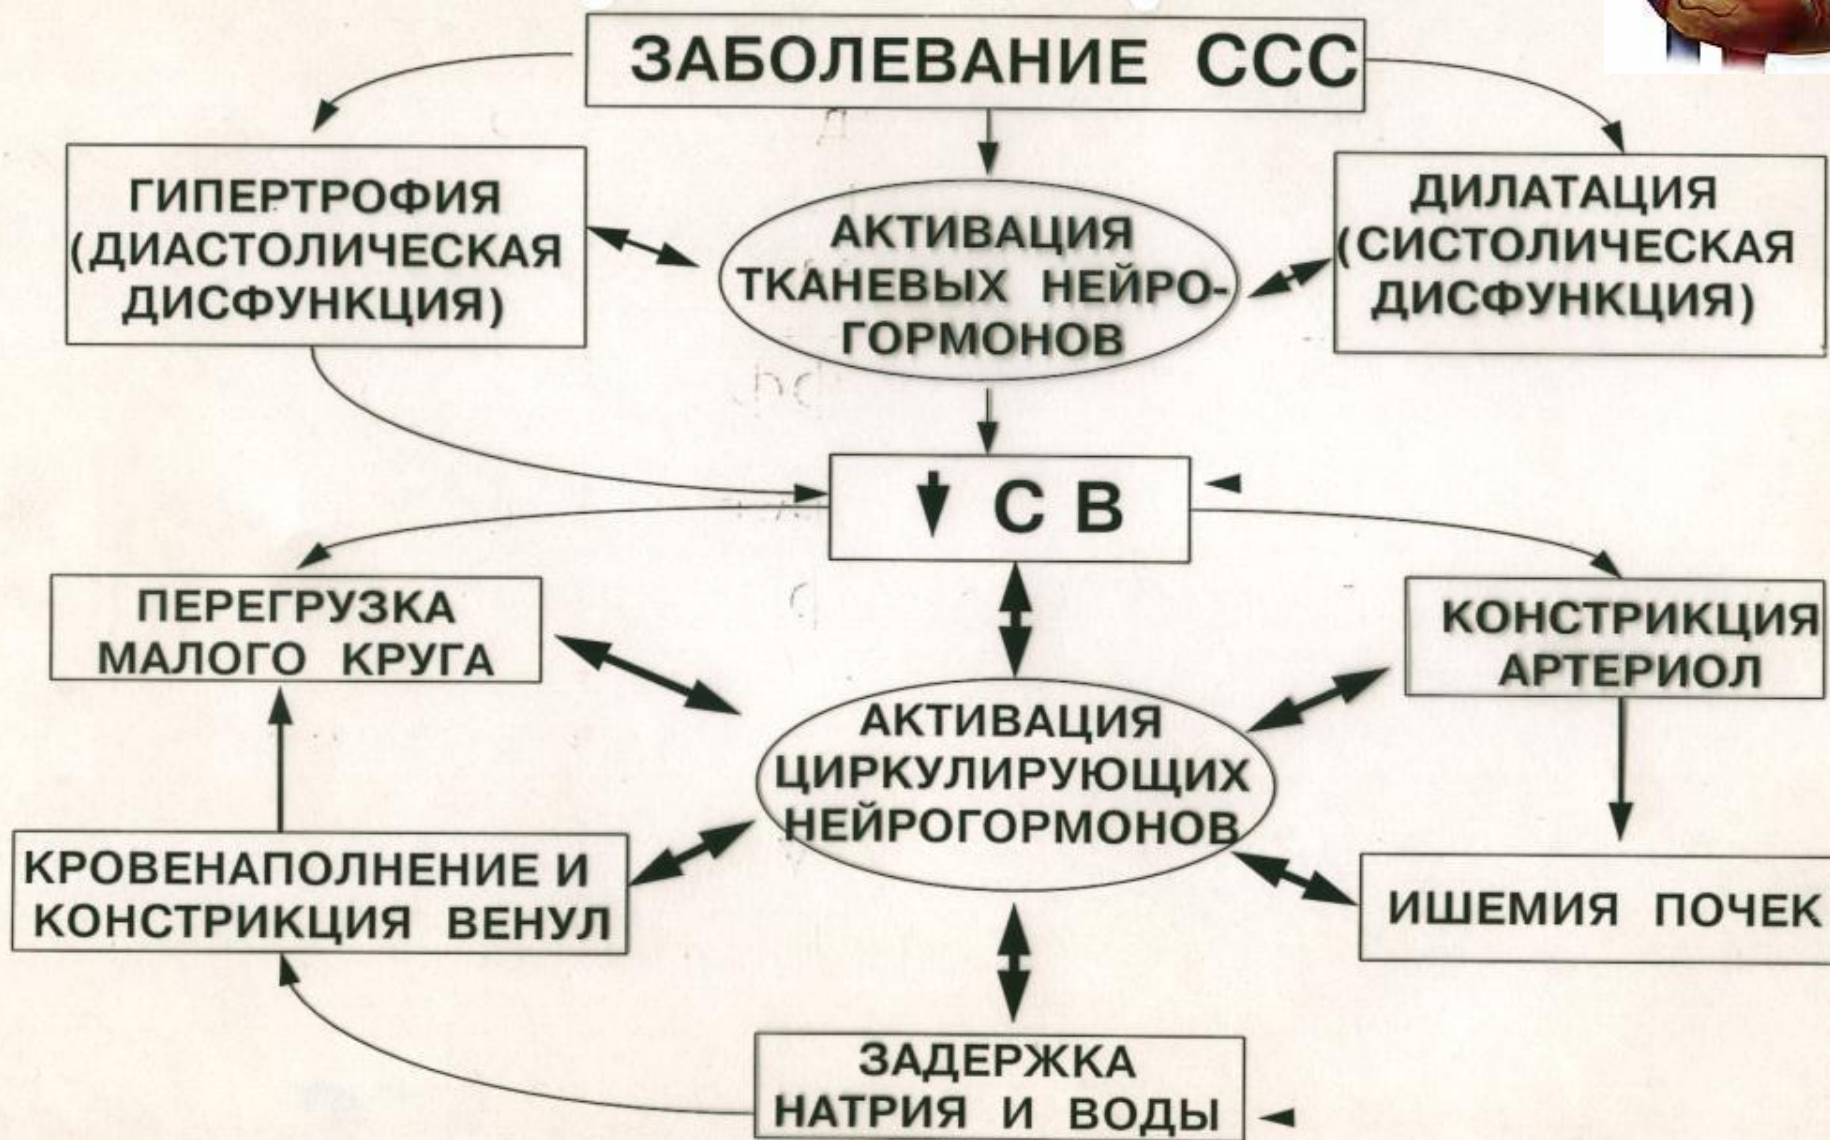 ЗАБОЛЕВАНИЕ ССС
ГИПЕРТРОФИЯ
(ДИАСТОЛИЧЕСКАЯ
ДИСФУНКЦИЯ)
АКТИВАЦИЯ
ТКАНЕВЫХ НЕЙРО-
ГОРМОНОВ
ДИЛАТАЦИЯ
(СИСТОЛИЧЕСКАЯ
ДИСФУНКЦИЯ)
С В
ПЕРЕГРУЗКА
МАЛОГО КРУГА
КОНСТРИКЦИЯ
АРТЕРИОЛ
АКТИВАЦИЯ
ЦИРКУЛИРУЮЩИХ
НЕЙРОГОРМОНОВ
КРОВЕНАПОЛНЕНИЕ И
КОНСТРИКЦИЯ ВЕНУЛ
ИШЕМИЯ ПОЧЕК
ЗАДЕРЖКА
НАТРИЯ И ВОДЫ